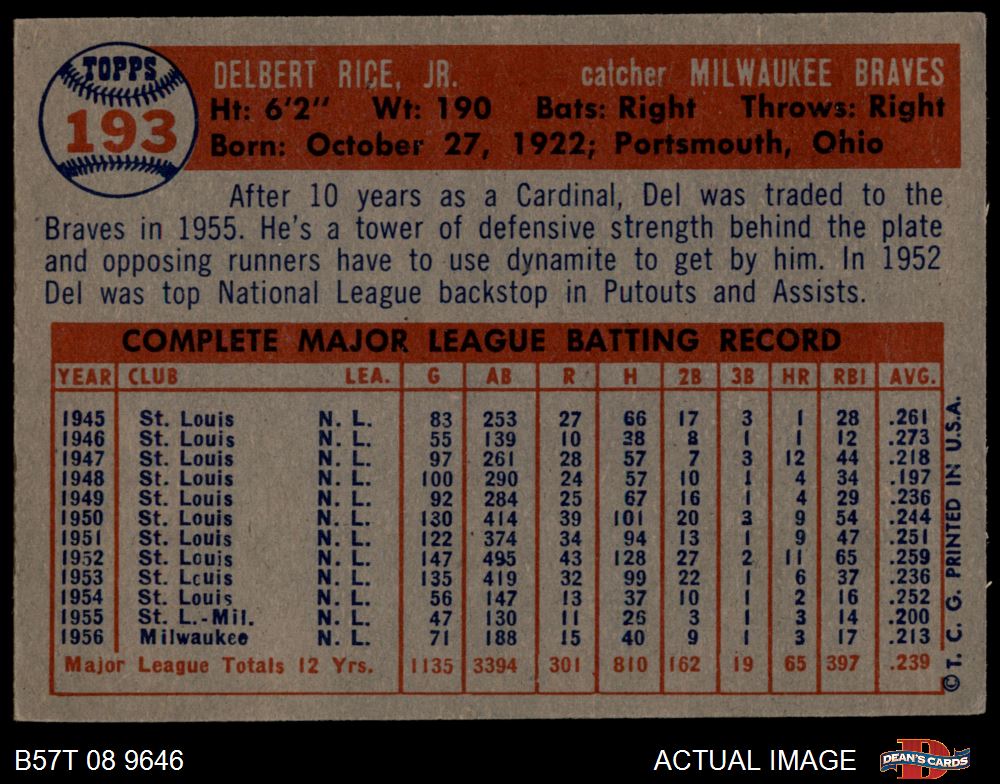 TOPPS
193
DELBERT RICE, JR. catcher MILWAUKEE BRAVES
Ht: 6'2" Wt: 190 Bats: Right Throws: Right
Born: October 27, 1922; Portsmouth, Ohio
After 10 years as a Cardinal, Del was traded to the
Braves in 1955. He's a tower of defensive strength behind the plate
and opposing runners have to use dynamite to get by him. In 1952
Del was top National League backstop in Putouts and Assists.
COMPLETE MAJOR LEAGUE BATTING RECORD
YEAR CLUB LEA. G AB R H 2B 3B HR RBI AVG.
1945 St. Louis N. L. 83 253 27 66 17 3 1 28 .261
1946 St. Louis N. L. 55 139 10 38 8 1 1 12 .273
1947 St. Louis N. L. 97 261 28 57 7 3 12 44 .218
1948 St. Louis N. L. 100 290 24 57 10 1 4 34 .197
1949 St. Louis N. L. 92 284 25 67 16 1 4 29 .236
1950 St. Louis N. L. 130 414 39 101 20 3 9 54 .244
1951 St. Louis N. L. 122 374 34 94 13 1 9 47 .251
1952 St. Louis N. L. 147 495 43 128 27 2 11 65 .259
1953 St. Louis N. L. 135 419 32 99 22 1 6 37 .236
1954 St. Louis N. L. 56 147 13 37 10 1 2 16 .252
1955 St. L.-Mil. N. L. 47 130 11 26 3 1 3 14 .200
1956 Milwaukee N. L. 71 188 15 40 9 1 3 17 .213
Major League Totals 12 Yrs. 1135 3394 301 810 162 19 65 397 .239
© T. C. G. PRINTED IN U.S.A.
B57T 08 9646 ACTUAL IMAGE DEAN'S CARDS